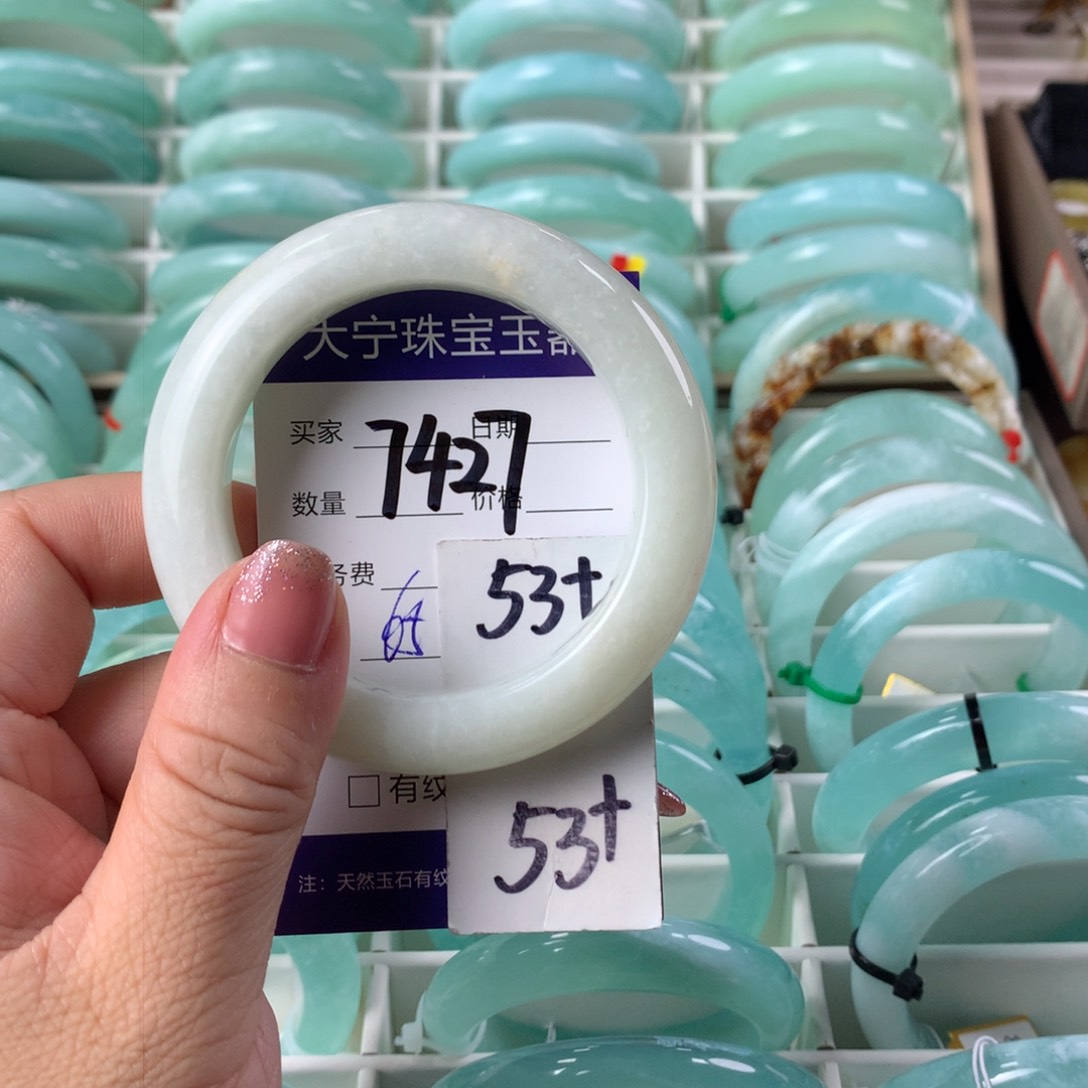 大宁珠宝玉器
买家 日期
7427
数量 价格
务费
65
53+
有纹
53+
注：天然玉石有纹